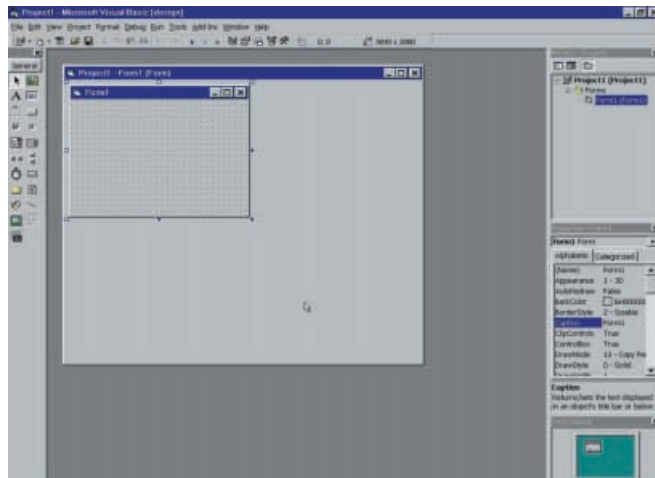 Project1 - Microsoft Visual Basic [design]
File Edit View Project Format Debug Run Tools Add-Ins Window Help
General
Project1 - Form1 (Form)
Form1
Project1 (Project1)
Forms
Form1 (Form1)
Form1 Form
Alphabetic Categorized
(Name) Form1
Appearance 1 - 3D
AutoRedraw False
BackColor
BorderStyle 2 - Sizable
Caption Form1
ClipControls True
ControlBox True
DrawMode 13 - Copy Pe
DrawStyle 0 - Solid
Caption
Returns/sets the text displayed
in an object's title bar or below